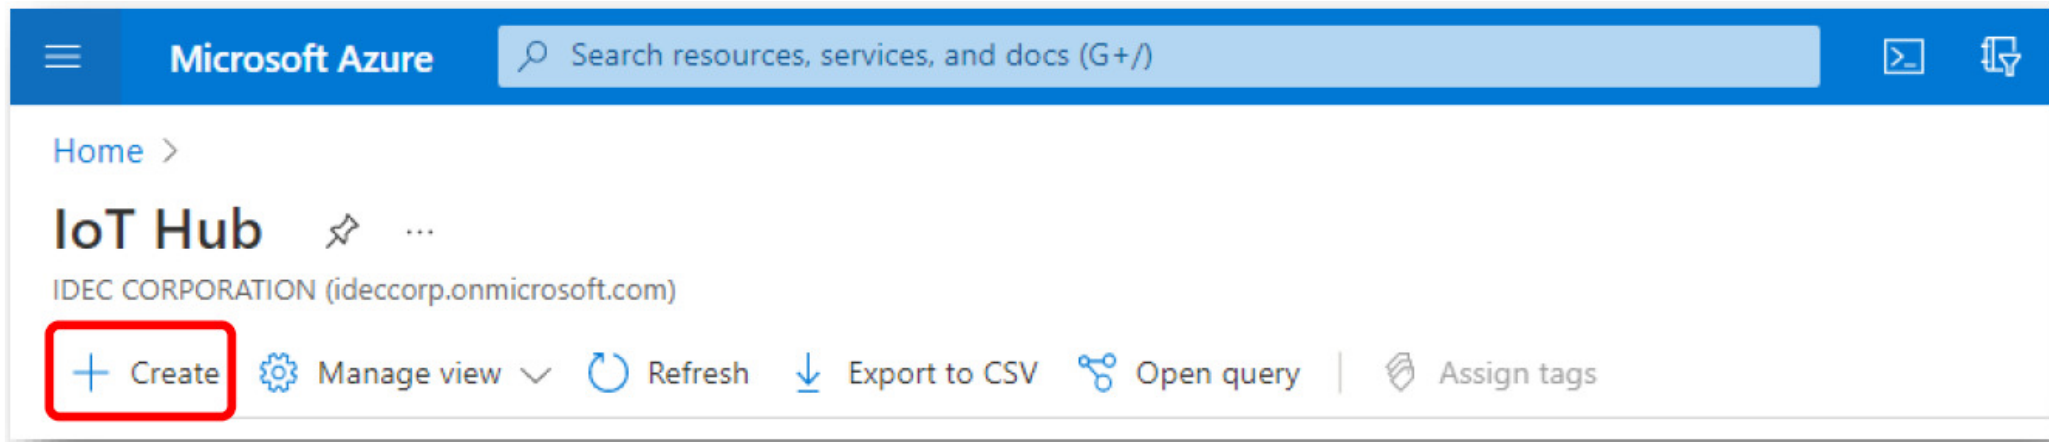 Microsoft Azure Search resources, services, and docs (G+/)
Home >
IoT Hub ...
IDEC CORPORATION (ideccorp.onmicrosoft.com)
+ Create Manage view Refresh Export to CSV Open query Assign tags